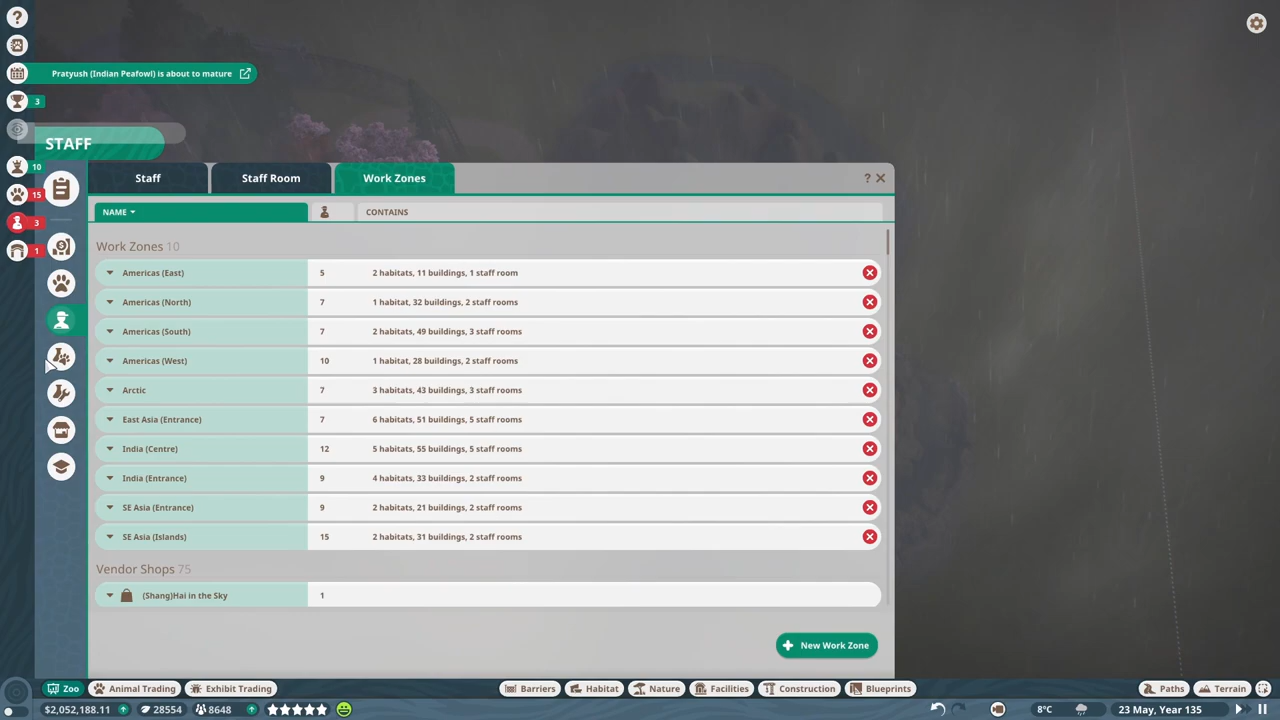 ?
Pratyush (Indian Peafowl) is about to mature
3
STAFF
10
15
3
1
Staff
Staff Room
Work Zones
?
NAME
CONTAINS
Work Zones 10
Americas (East) 5 2 habitats, 11 buildings, 1 staff room
Americas (North) 7 1 habitat, 32 buildings, 2 staff rooms
Americas (South) 7 2 habitats, 49 buildings, 3 staff rooms
Americas (West) 10 1 habitat, 28 buildings, 2 staff rooms
Arctic 7 3 habitats, 43 buildings, 3 staff rooms
East Asia (Entrance) 7 6 habitats, 51 buildings, 5 staff rooms
India (Centre) 12 5 habitats, 55 buildings, 5 staff rooms
India (Entrance) 9 4 habitats, 33 buildings, 2 staff rooms
SE Asia (Entrance) 9 2 habitats, 21 buildings, 2 staff rooms
SE Asia (Islands) 15 2 habitats, 31 buildings, 2 staff rooms
Vendor Shops 75
(Shang)Hai in the Sky 1
New Work Zone
Zoo Animal Trading Exhibit Trading Barriers Habitat Nature Facilities Construction Blueprints Paths Terrain
$2,052,188.11 28554 8648 8°C 23 May, Year 135